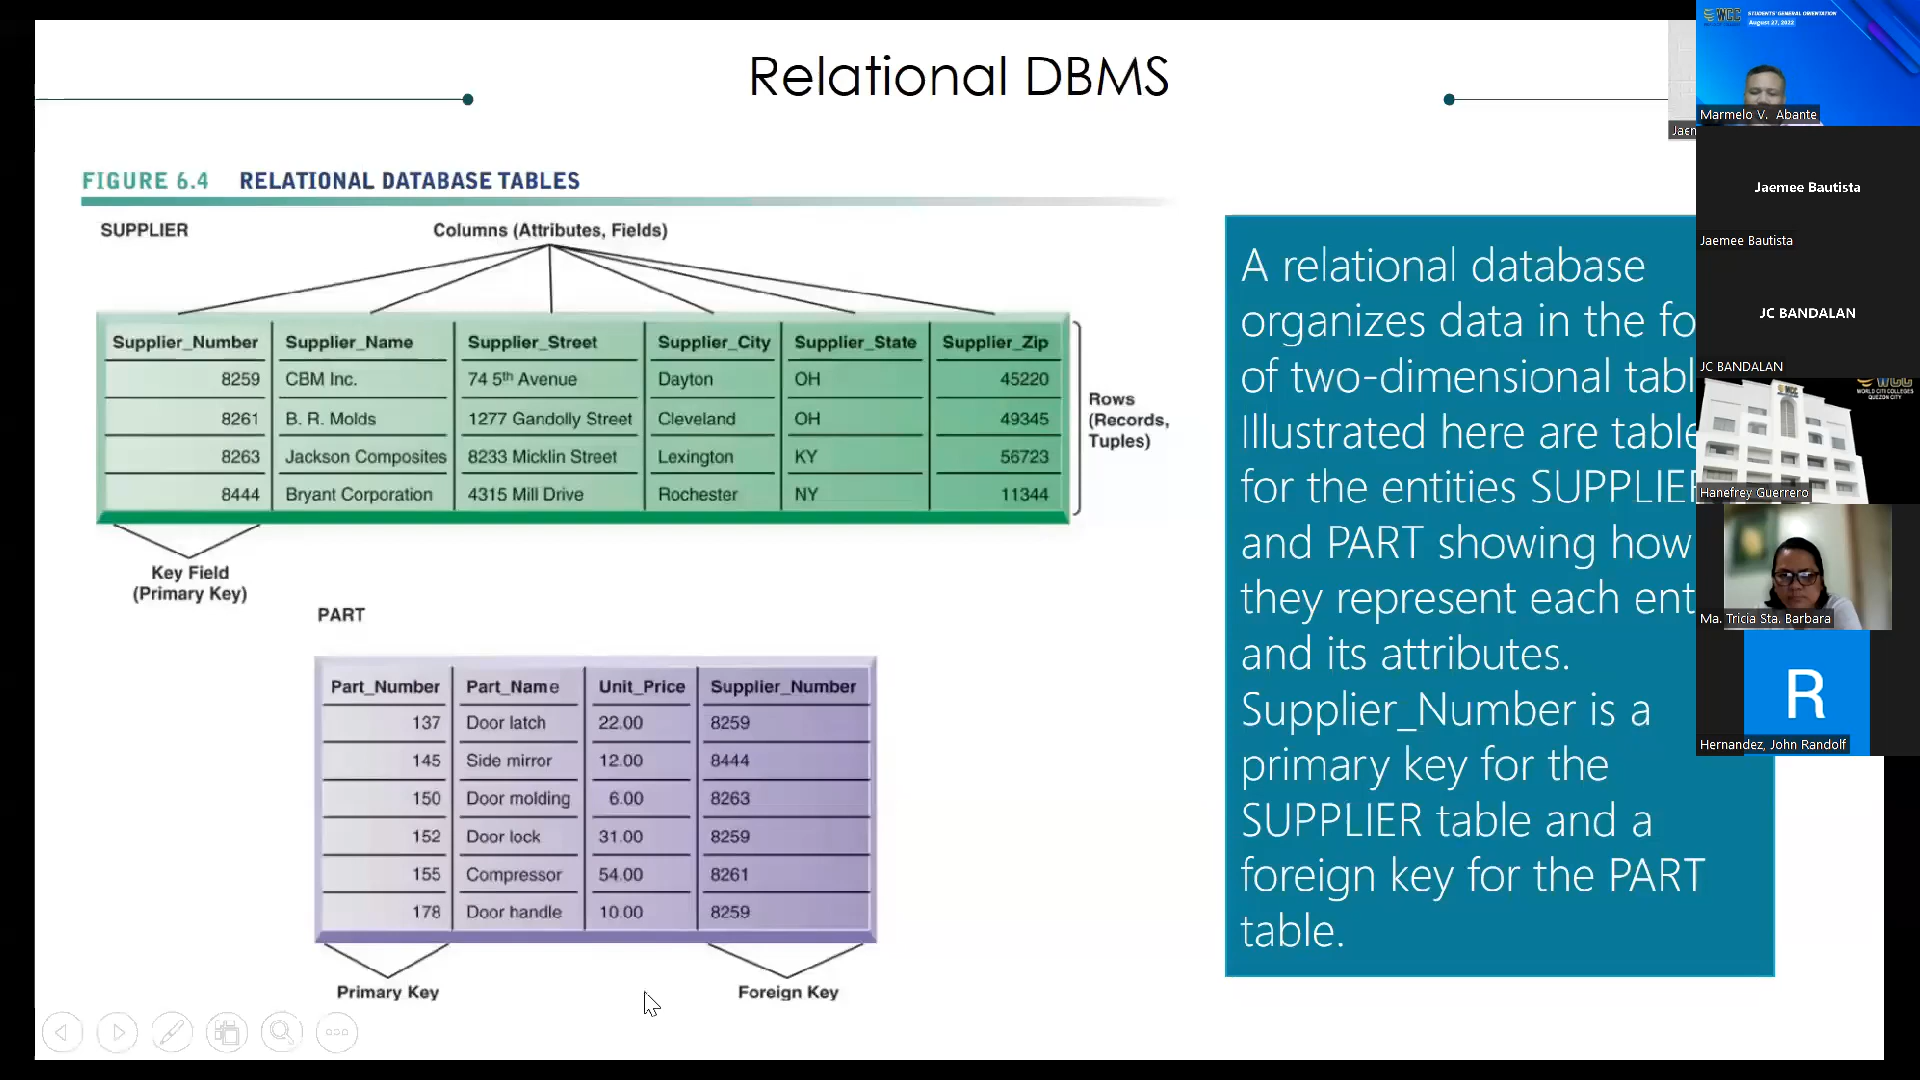 Relational DBMS
FIGURE 6.4 RELATIONAL DATABASE TABLES
SUPPLIER
Columns (Attributes, Fields)
Supplier_Number Supplier_Name Supplier_Street Supplier_City Supplier_State Supplier_Zip
8259 CBM Inc. 74 5th Avenue Dayton OH 45220
8261 B. R. Molds 1277 Gandolly Street Cleveland OH 49345
8263 Jackson Composites 8233 Micklin Street Lexington KY 56723
8444 Bryant Corporation 4315 Mill Drive Rochester NY 11344
Rows
(Records,
Tuples)
Key Field
(Primary Key)
PART
Part_Number Part_Name Unit_Price Supplier_Number
137 Door latch 22.00 8259
145 Side mirror 12.00 8444
150 Door molding 6.00 8263
152 Door lock 31.00 8259
155 Compressor 54.00 8261
178 Door handle 10.00 8259
Primary Key
Foreign Key
A relational database
organizes data in the fo
of two-dimensional tabl
Illustrated here are table
for the entities SUPPLIER
and PART showing how
they represent each ent
and its attributes.
Supplier_Number is a
primary key for the
SUPPLIER table and a
foreign key for the PART
table.
WCC STUDENTS' GENERAL ORIENTATION
August 27, 2022
Marmelo V. Abante
Jaen
Jaemee Bautista
Jaemee Bautista
JC BANDALAN
JC BANDALAN
WCC
WORLD CITI COLLEGES
QUEZON CITY
Hanefrey Guerrero
Ma. Tricia Sta. Barbara
R
Hernandez, John Randolf